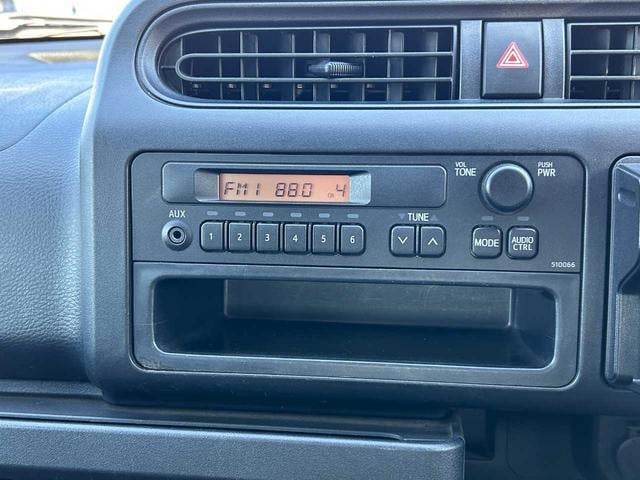 VOL
TONE
PUSH
PWR
FM1 880 CH 4
AUX
1 2 3 4 5 6
TUNE
MODE
AUDIO
CTRL
510066